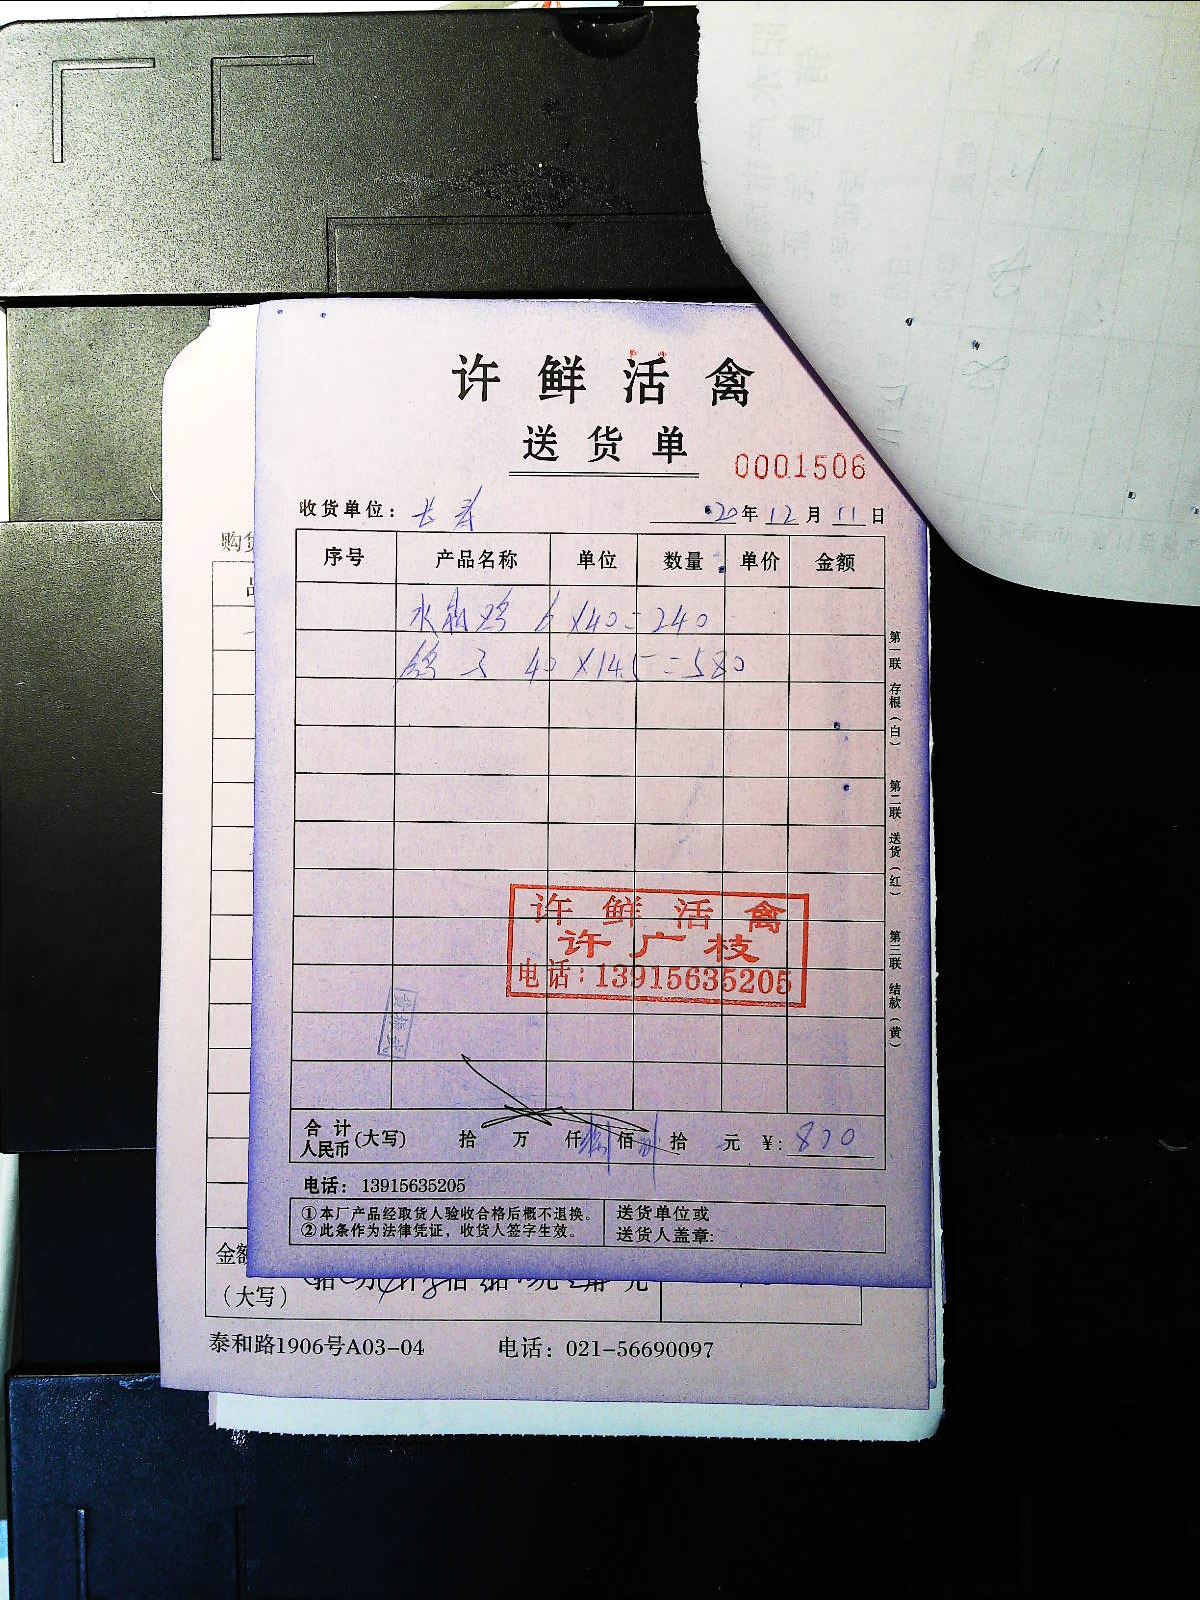 许鲜活禽
送货单
0001506
收货单位：长寿 20年12月11日
序号 产品名称 单位 数量 单价 金额
鸡 6×40=240
鸽子 40×14.5=580
第一联 存根（白） 第二联 送货（红） 第三联 结款（黄）
许鲜活禽
许广枝
电话：13915635205
合计人民币(大写) 拾 万 仟 佰 拾 元 ¥: 820
电话：13915635205
①本厂产品经取货人验收合格后概不退换。
②此条作为法律凭证，收货人签字生效。
送货单位或
送货人盖章:
购货
金额
（大写）
泰和路1906号A03-04 电话：021-56690097